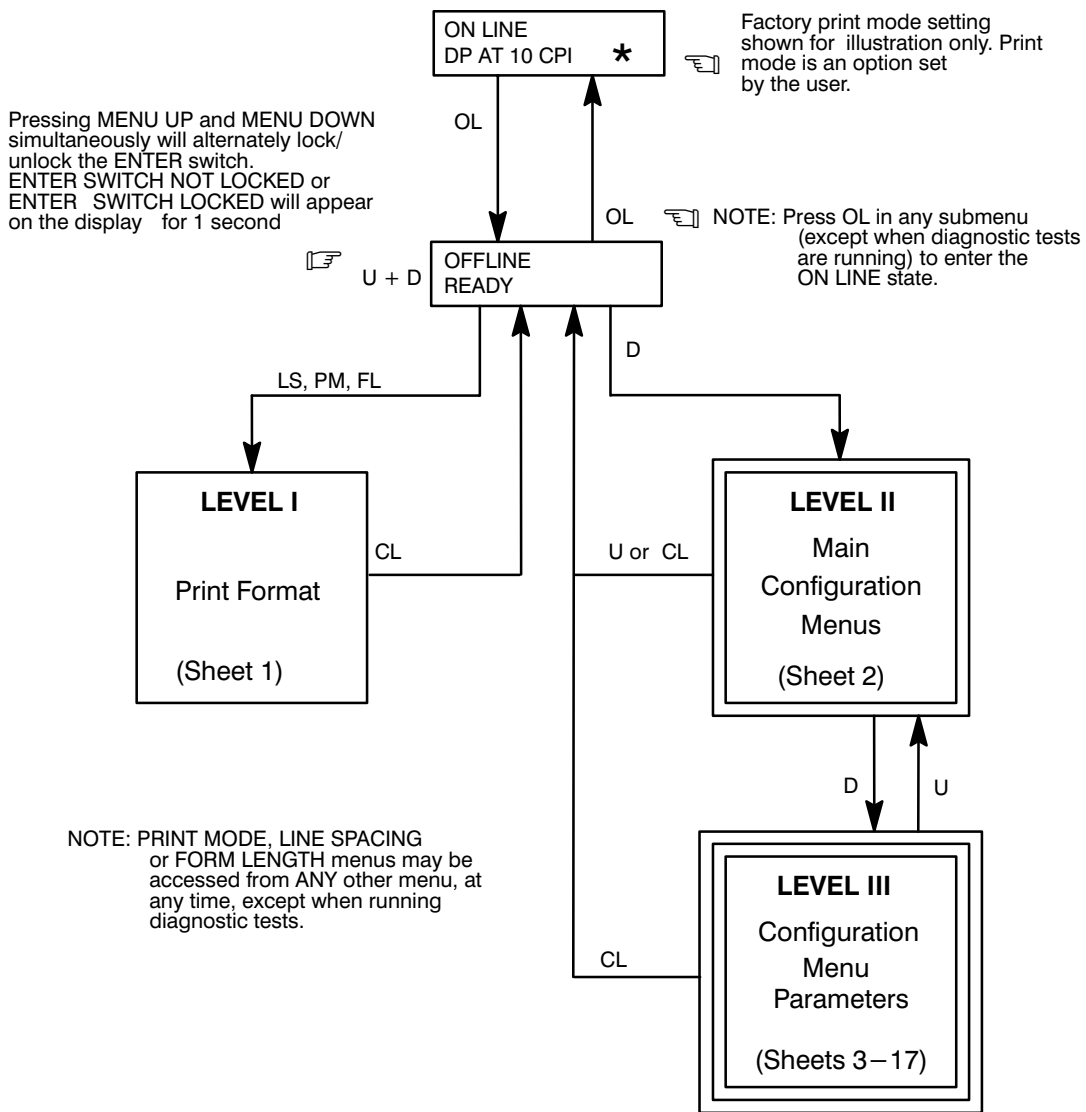 ON LINE
DP AT 10 CPI *
Factory print mode setting
shown for illustration only. Print
mode is an option set
by the user.
Pressing MENU UP and MENU DOWN
simultaneously will alternately lock/
unlock the ENTER switch.
ENTER SWITCH NOT LOCKED or
ENTER SWITCH LOCKED will appear
on the display for 1 second
OL
OL
NOTE: Press OL in any submenu
(except when diagnostic tests
are running) to enter the
ON LINE state.
U + D
OFFLINE
READY
LS, PM, FL
D
LEVEL I
Print Format
(Sheet 1)
CL
U or CL
LEVEL II
Main
Configuration
Menus
(Sheet 2)
D
U
NOTE: PRINT MODE, LINE SPACING
or FORM LENGTH menus may be
accessed from ANY other menu, at
any time, except when running
diagnostic tests.
CL
LEVEL III
Configuration
Menu
Parameters
(Sheets 3−17)